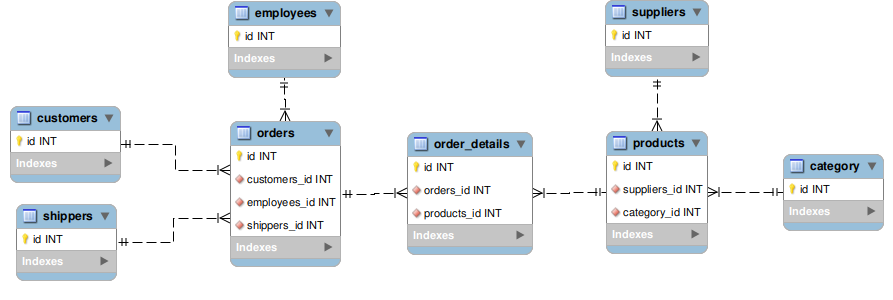 employees
id INT
Indexes
suppliers
id INT
Indexes
customers
id INT
Indexes
orders
id INT
customers_id INT
employees_id INT
shippers_id INT
Indexes
order_details
id INT
orders_id INT
products_id INT
Indexes
products
id INT
suppliers_id INT
category_id INT
Indexes
category
id INT
Indexes
shippers
id INT
Indexes